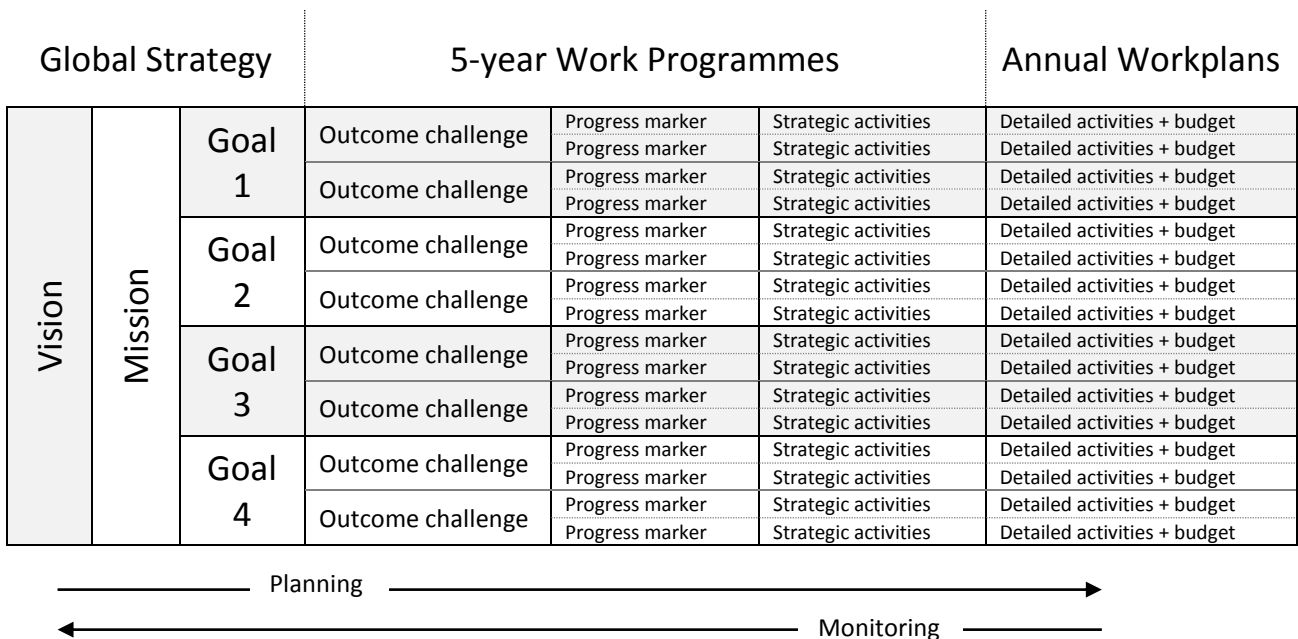 Global Strategy 5-year Work Programmes Annual Workplans
Vision
Mission
Goal
1
Outcome challenge
Progress marker Strategic activities Detailed activities + budget
Progress marker Strategic activities Detailed activities + budget
Outcome challenge
Progress marker Strategic activities Detailed activities + budget
Progress marker Strategic activities Detailed activities + budget
Goal
2
Outcome challenge
Progress marker Strategic activities Detailed activities + budget
Progress marker Strategic activities Detailed activities + budget
Outcome challenge
Progress marker Strategic activities Detailed activities + budget
Progress marker Strategic activities Detailed activities + budget
Goal
3
Outcome challenge
Progress marker Strategic activities Detailed activities + budget
Progress marker Strategic activities Detailed activities + budget
Outcome challenge
Progress marker Strategic activities Detailed activities + budget
Progress marker Strategic activities Detailed activities + budget
Goal
4
Outcome challenge
Progress marker Strategic activities Detailed activities + budget
Progress marker Strategic activities Detailed activities + budget
Outcome challenge
Progress marker Strategic activities Detailed activities + budget
Progress marker Strategic activities Detailed activities + budget
Planning
Monitoring